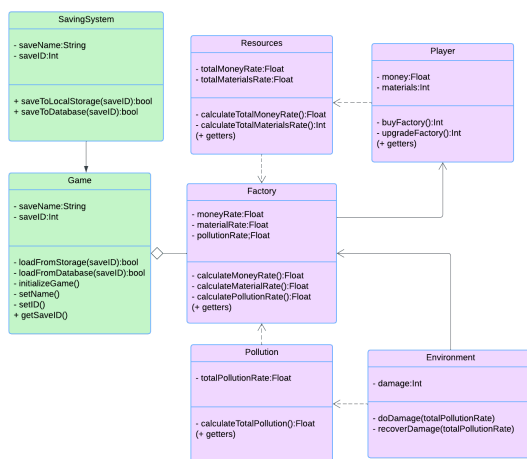 SavingSystem
- saveName:String
- saveID:Int
+ saveToLocalStorage(saveID):bool
+ saveToDatabase(saveID):bool
Resources
- totalMoneyRate:Float
- totalMaterialsRate:Float
- calculateTotalMoneyRate():Float
- calculateTotalMaterialsRate():Int
(+ getters)
Player
- money:Float
- materials:Int
- buyFactory():Int
- upgradeFactory():Int
(+ getters)
Game
- saveName:String
- saveID:Int
- loadFromStorage(saveID):bool
- loadFromDatabase(saveID):bool
- initializeGame()
- setName()
- setID()
+ getSaveID()
Factory
- moneyRate:Float
- materialRate:Float
- pollutionRate;Float
- calculateMoneyRate():Float
- calculateMaterialRate():Float
- calculatePollutionRate():Float
(+ getters)
Pollution
- totalPollutionRate:Float
- calculateTotalPollution():Float
(+ getters)
Environment
- damage:Int
- doDamage(totalPollutionRate)
- recoverDamage(totalPollutionRate)